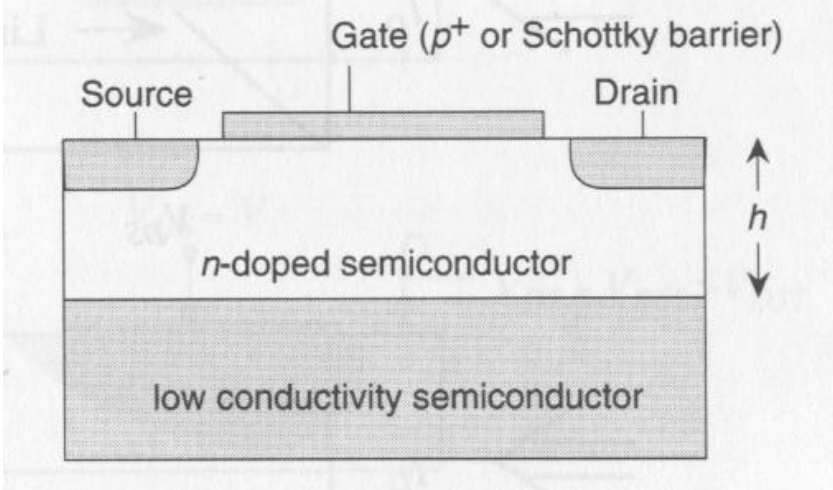 Gate (p⁺ or Schottky barrier)
Source
Drain
h
n-doped semiconductor
low conductivity semiconductor